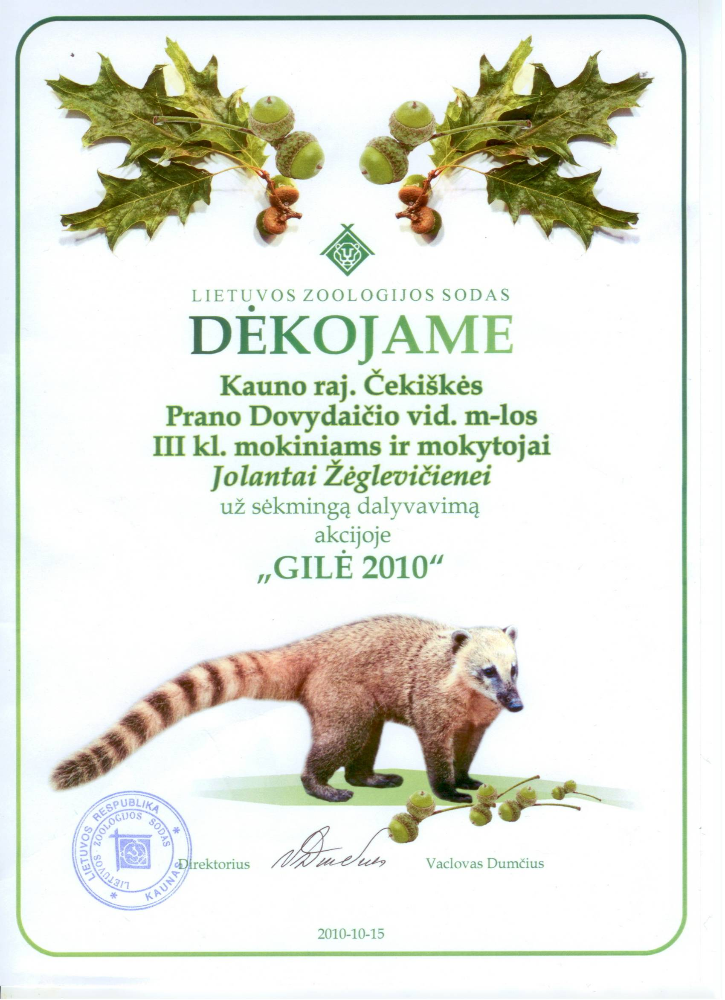 LIETUVOS ZOOLOGIJOS SODAS
DĖKOJAME
Kauno raj. Čekiškės
Prano Dovydaičio vid. m-los
III kl. mokiniams ir mokytojai
Jolantai Žėglevičienei
už sėkmingą dalyvavimą
akcijoje
„GILĖ 2010“
LIETUVOS RESPUBLIKA
LIETUVOS ZOOLOGIJOS SODAS
* KAUNAS *
Direktorius
VDumčius
Vaclovas Dumčius
2010-10-15